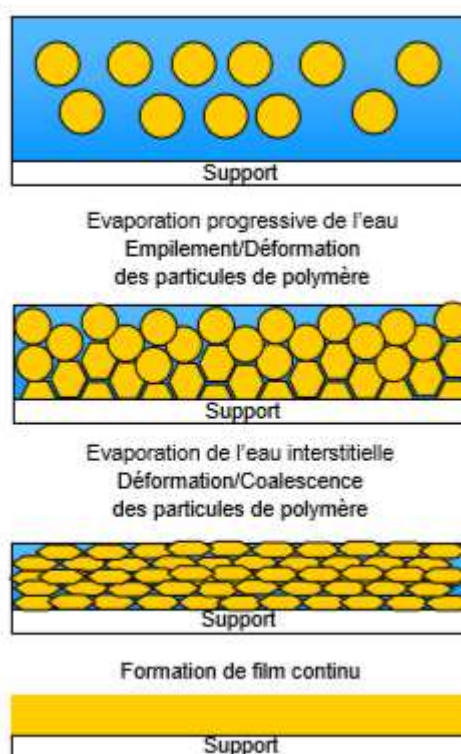 Support
Evaporation progressive de l'eau
Empilement/Déformation
des particules de polymère
Support
Evaporation de l'eau interstitielle
Déformation/Coalescence
des particules de polymère
Support
Formation de film continu
Support